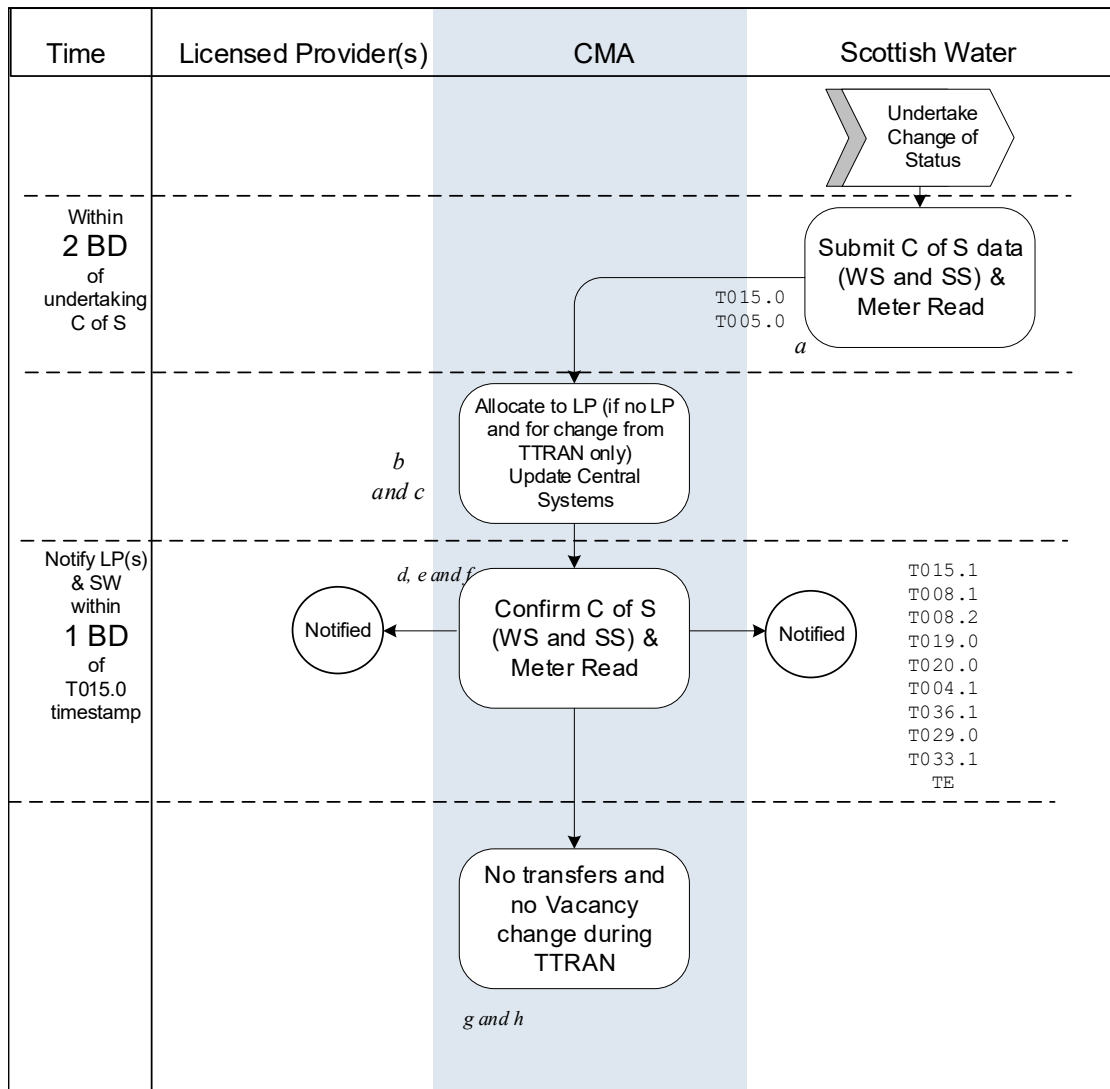 Time
Licensed Provider(s)
CMA
Scottish Water
Undertake
Change of
Status
Within
2 BD
of
undertaking
C of S
Submit C of S data
(WS and SS) &
Meter Read
T015.0
T005.0
a
Allocate to LP (if no LP
and for change from
TTRAN only)
Update Central
Systems
b
and c
Notify LP(s)
& SW
within
1 BD
of
T015.0
timestamp
d, e and f
Notified
Confirm C of S
(WS and SS) &
Meter Read
Notified
T015.1
T008.1
T008.2
T019.0
T020.0
T004.1
T036.1
T029.0
T033.1
TE
No transfers and
no Vacancy
change during
TTRAN
g and h